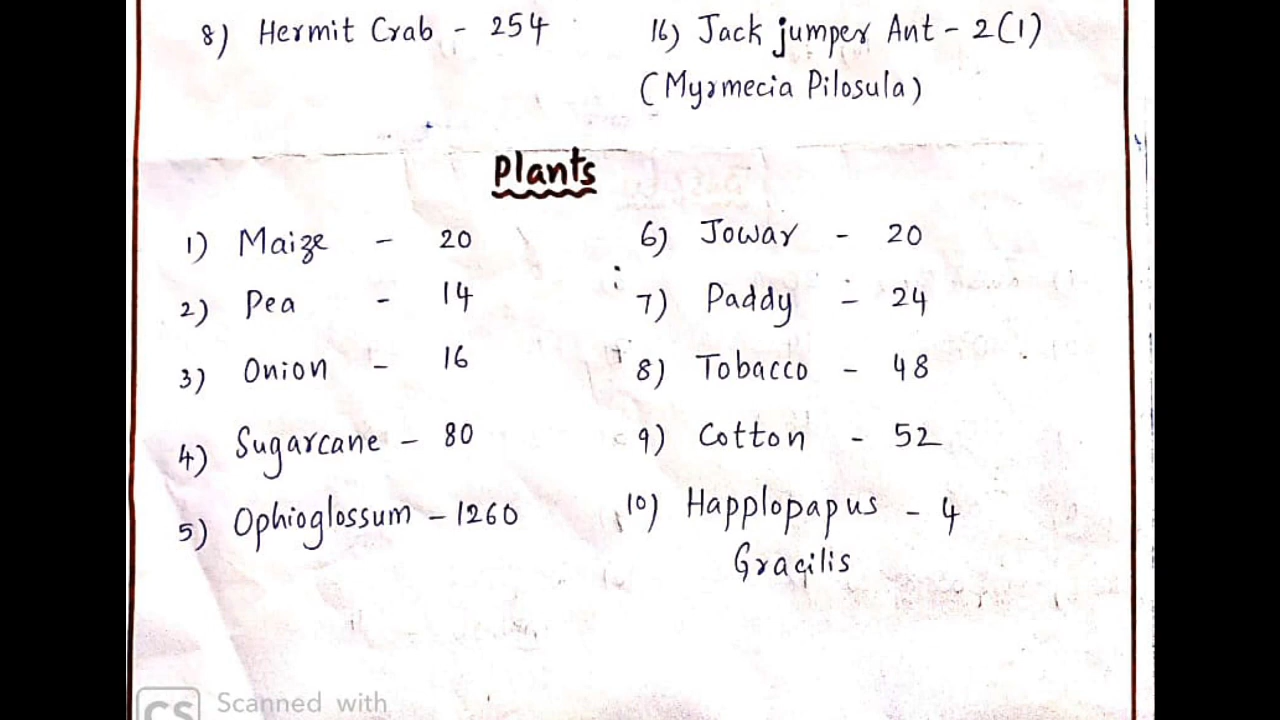 8) Hermit Crab - 254
16) Jack jumper Ant - 2(1)
(Myrmecia Pilosula)
Plants
1) Maize - 20
2) Pea - 14
3) Onion - 16
4) Sugarcane - 80
5) Ophioglossum - 1260
6) Jowar - 20
7) Paddy - 24
8) Tobacco - 48
9) Cotton - 52
10) Happlopapus - 4
Gracilis
CS Scanned with